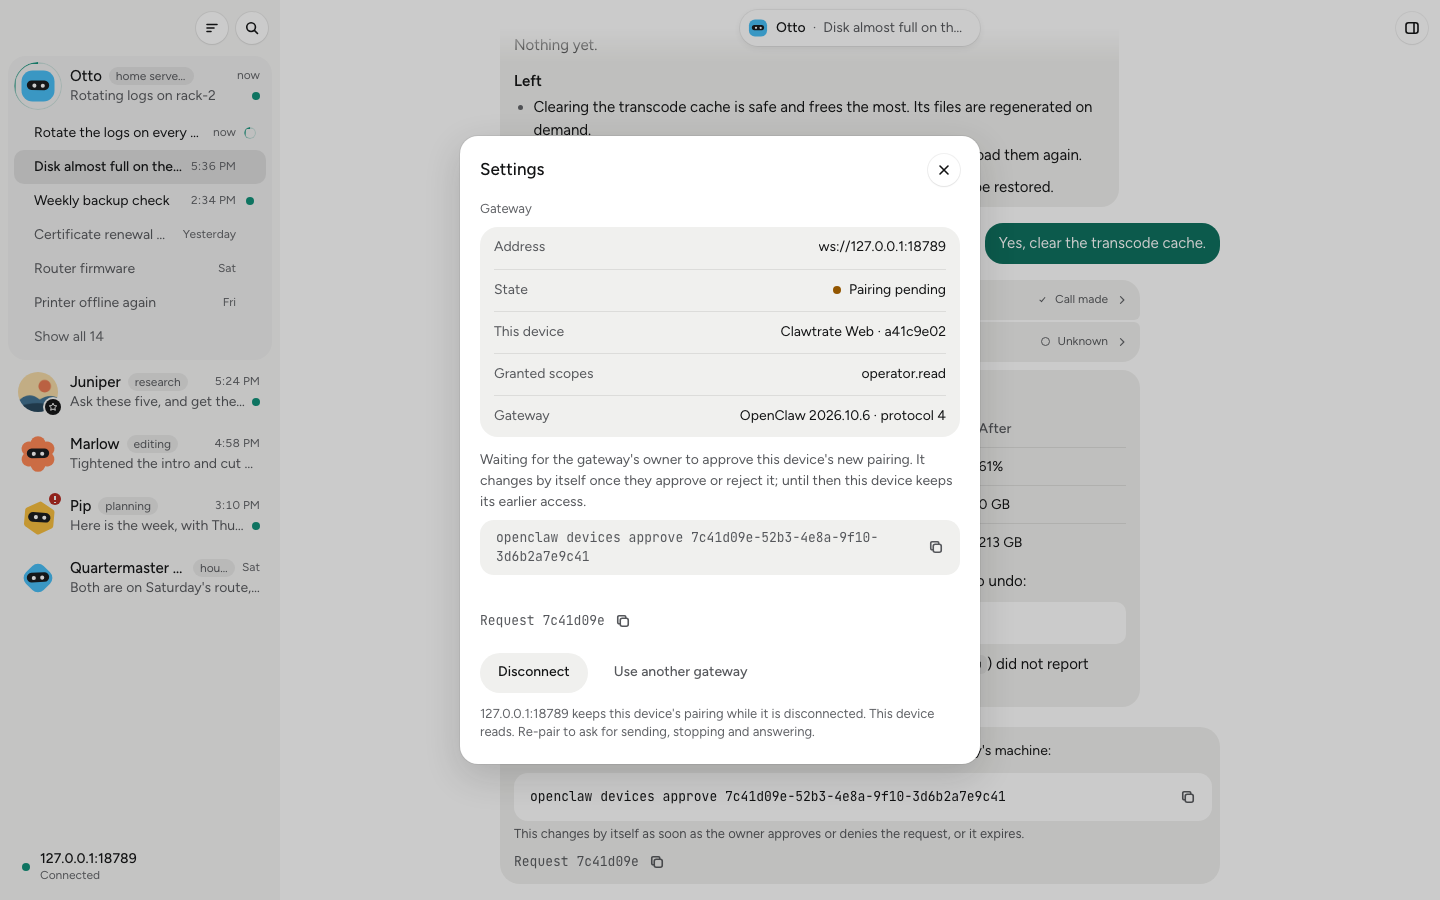 Otto home serve... now
Rotating logs on rack-2
Rotate the logs on every ... now
Disk almost full on the... 5:36 PM
Weekly backup check 2:34 PM
Certificate renewal ... Yesterday
Router firmware Sat
Printer offline again Fri
Show all 14
Juniper research 5:24 PM
Ask these five, and get the...
Marlow editing 4:58 PM
Tightened the intro and cut ...
Pip planning 3:10 PM
Here is the week, with Thu...
Quartermaster ... hou... Sat
Both are on Saturday's route,...
127.0.0.1:18789
Connected
Otto · Disk almost full on th...
Nothing yet.
Left
Clearing the transcode cache is safe and frees the most. Its files are regenerated on
demand.
them again.
restored.
Yes, clear the transcode cache.
Call made
Unknown
After
61%
0 GB
213 GB
undo:
) did not report
machine:
openclaw devices approve 7c41d09e-52b3-4e8a-9f10-3d6b2a7e9c41
This changes by itself as soon as the owner approves or denies the request, or it expires.
Request 7c41d09e
Settings
Gateway
Address ws://127.0.0.1:18789
State Pairing pending
This device Clawtrate Web · a41c9e02
Granted scopes operator.read
Gateway OpenClaw 2026.10.6 · protocol 4
Waiting for the gateway's owner to approve this device's new pairing. It
changes by itself once they approve or reject it; until then this device keeps
its earlier access.
openclaw devices approve 7c41d09e-52b3-4e8a-9f10-
3d6b2a7e9c41
Request 7c41d09e
Disconnect Use another gateway
127.0.0.1:18789 keeps this device's pairing while it is disconnected. This device
reads. Re-pair to ask for sending, stopping and answering.